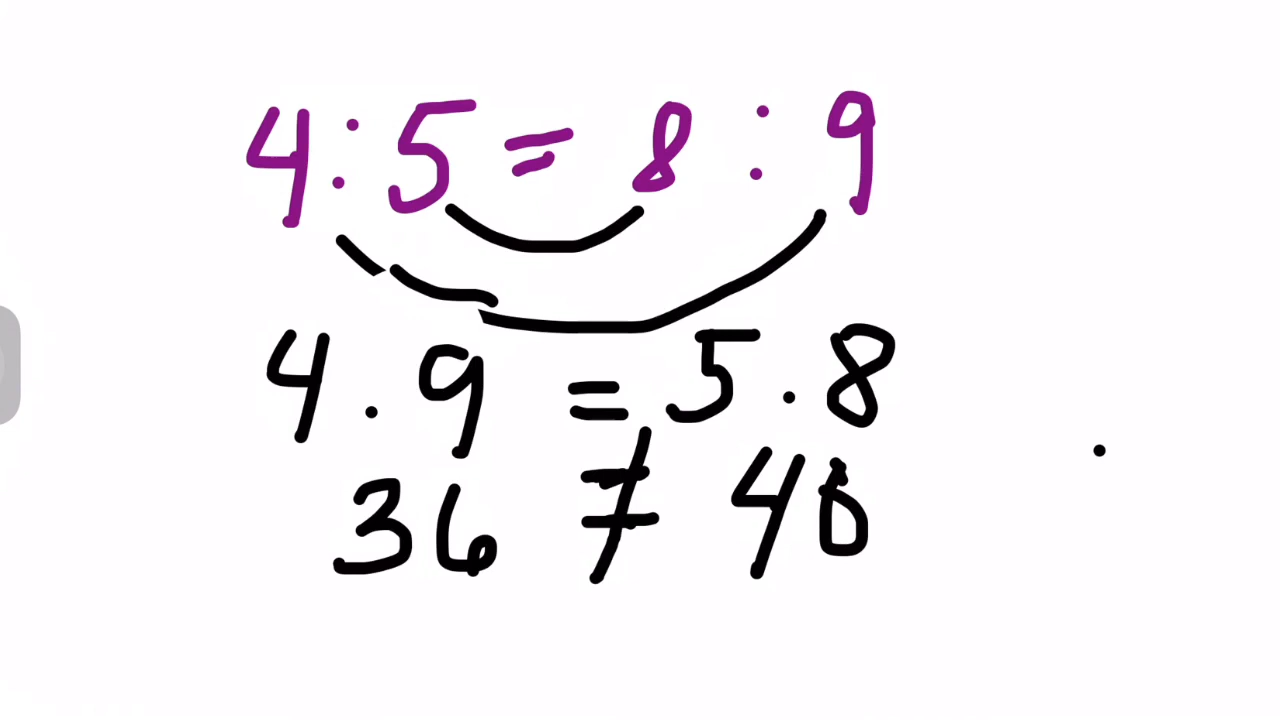 4 : 5 = 8 : 9
4 . 9 = 5 . 8
36 ≠ 40